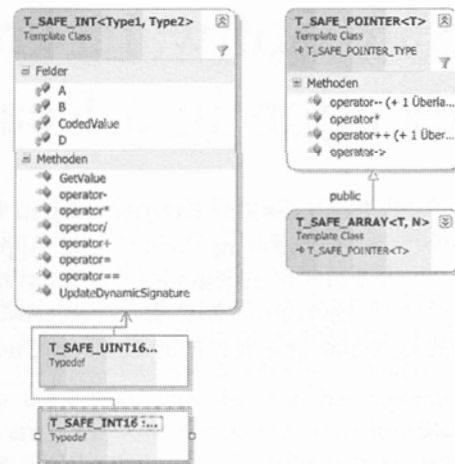 T_SAFE_INT<Type1, Type2>
Template Class
Felder
A
B
CodedValue
D
Methoden
GetValue
operator-
operator*
operator/
operator+
operator=
operator==
UpdateDynamicSignature
T_SAFE_UINT16...
Typedef
T_SAFE_INT16 :...
Typedef
T_SAFE_POINTER<T>
Template Class
T_SAFE_POINTER_TYPE
Methoden
operator-- (+ 1 Überla...
operator*
operator++ (+ 1 Über...
operator->
public
T_SAFE_ARRAY<T, N>
Template Class
T_SAFE_POINTER<T>